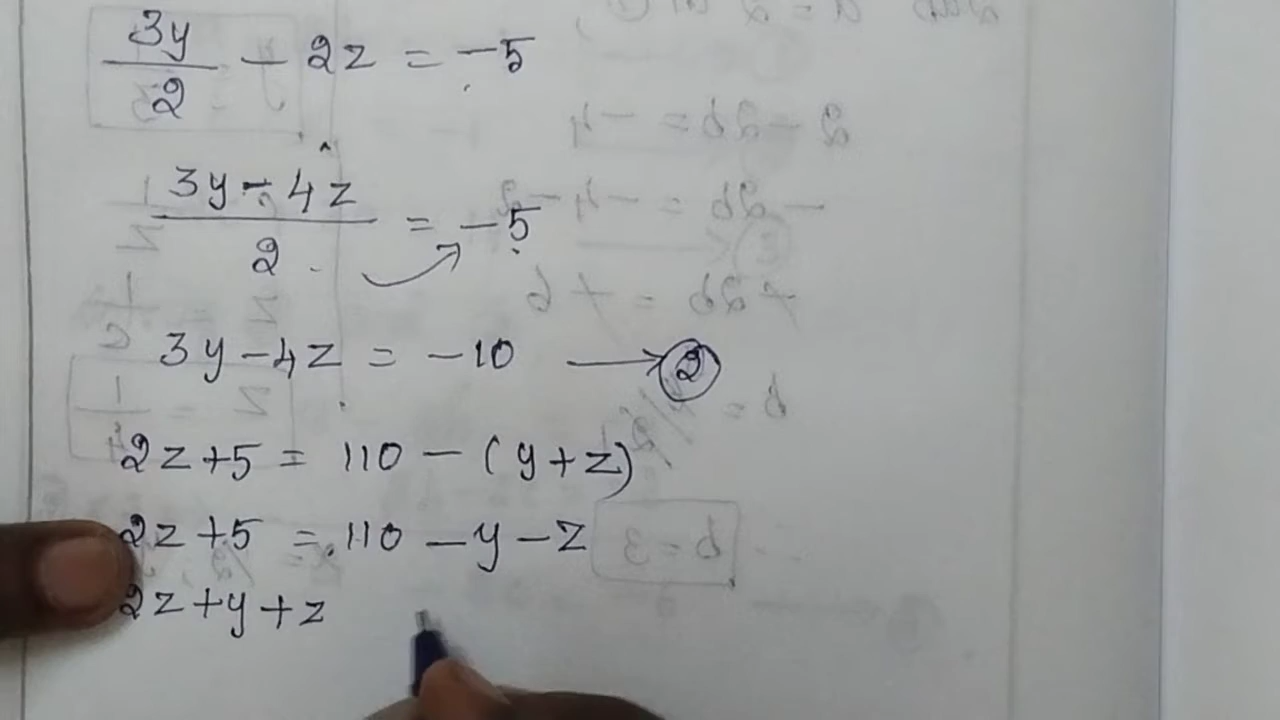 3y/2 - 2z = -5
(3y - 4z)/2 = -5
3y - 4z = -10 → ②
2z + 5 = 110 - (y + z)
2z + 5 = 110 - y - z
2z + y + z